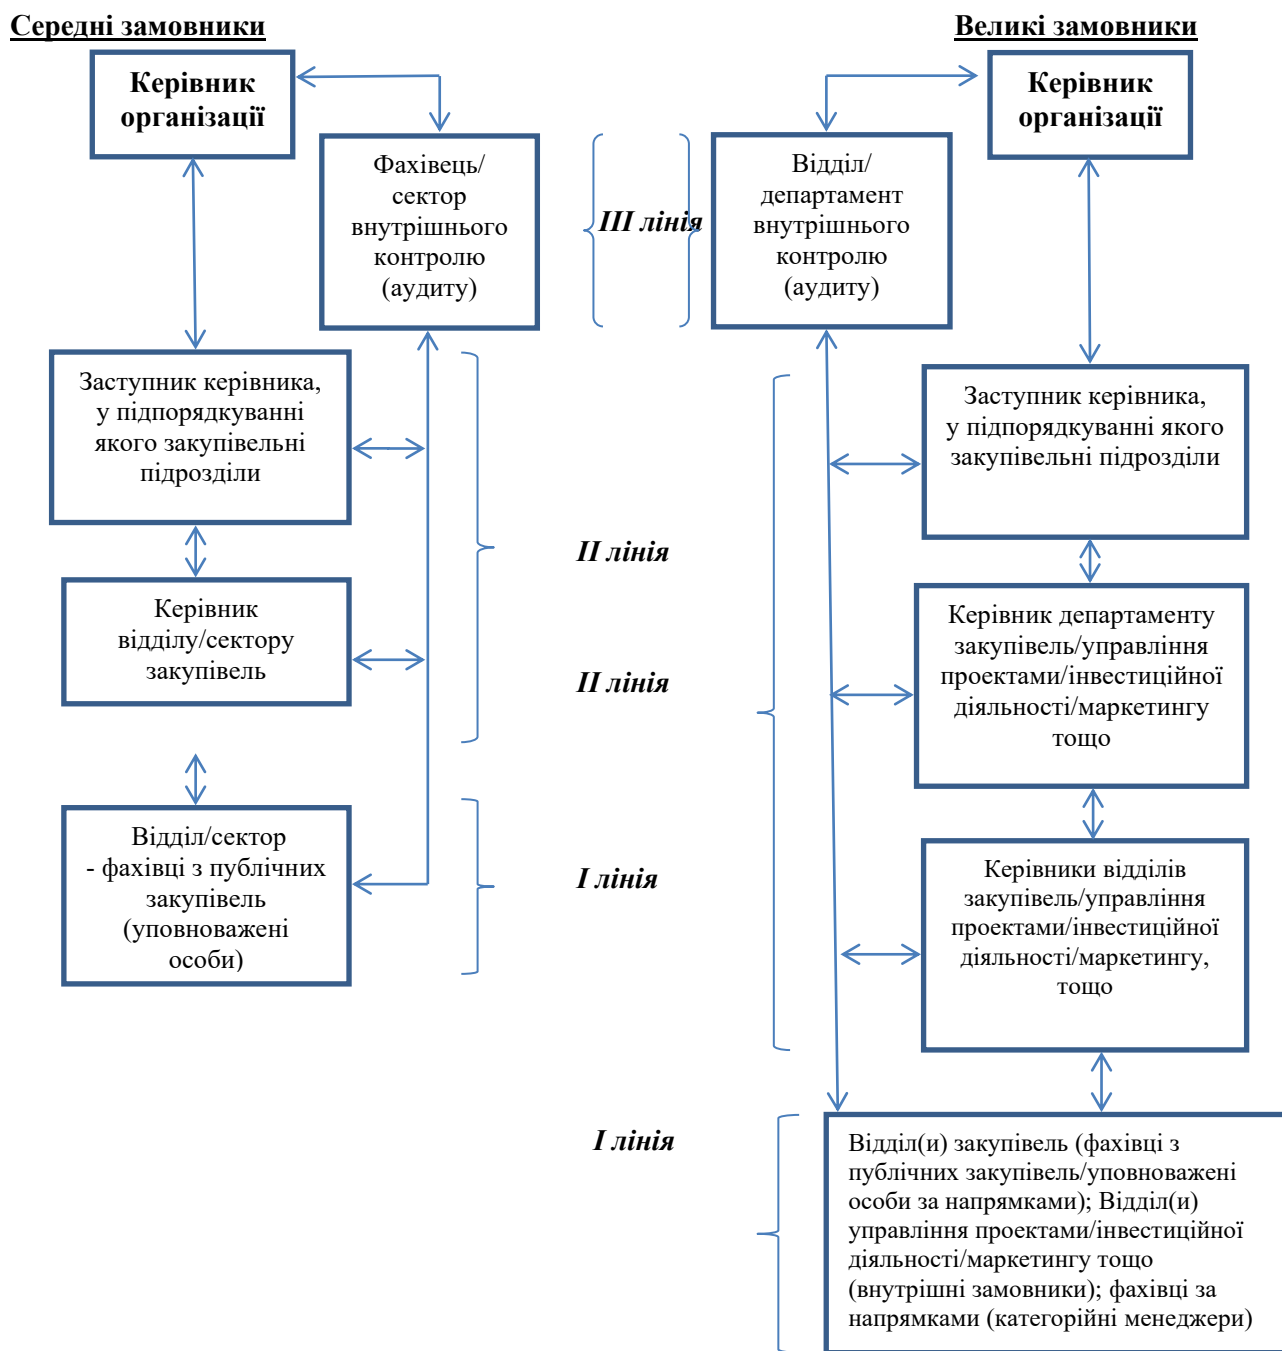 Середні замовники
Керівник
організації
Фахівець/
сектор
внутрішнього
контролю
(аудиту)
Заступник керівника,
у підпорядкуванні
якого закупівельні
підрозділи
Керівник
відділу/сектору
закупівель
Відділ/сектор
- фахівці з публічних
закупівель
(уповноважені
особи)
III лінія
II лінія
II лінія
I лінія
I лінія
Великі замовники
Керівник
організації
Відділ/
департамент
внутрішнього
контролю
(аудиту)
Заступник керівника,
у підпорядкуванні якого
закупівельні підрозділи
Керівник департаменту
закупівель/управління
проектами/інвестиційної
діяльності/маркетингу
тощо
Керівники відділів
закупівель/управління
проектами/інвестиційної
діяльності/маркетингу,
тощо
Відділ(и) закупівель (фахівці з
публічних закупівель/уповноважені
особи за напрямками); Відділ(и)
управління проектами/інвестиційної
діяльності/маркетингу тощо
(внутрішні замовники); фахівці за
напрямками (категорійні менеджери)